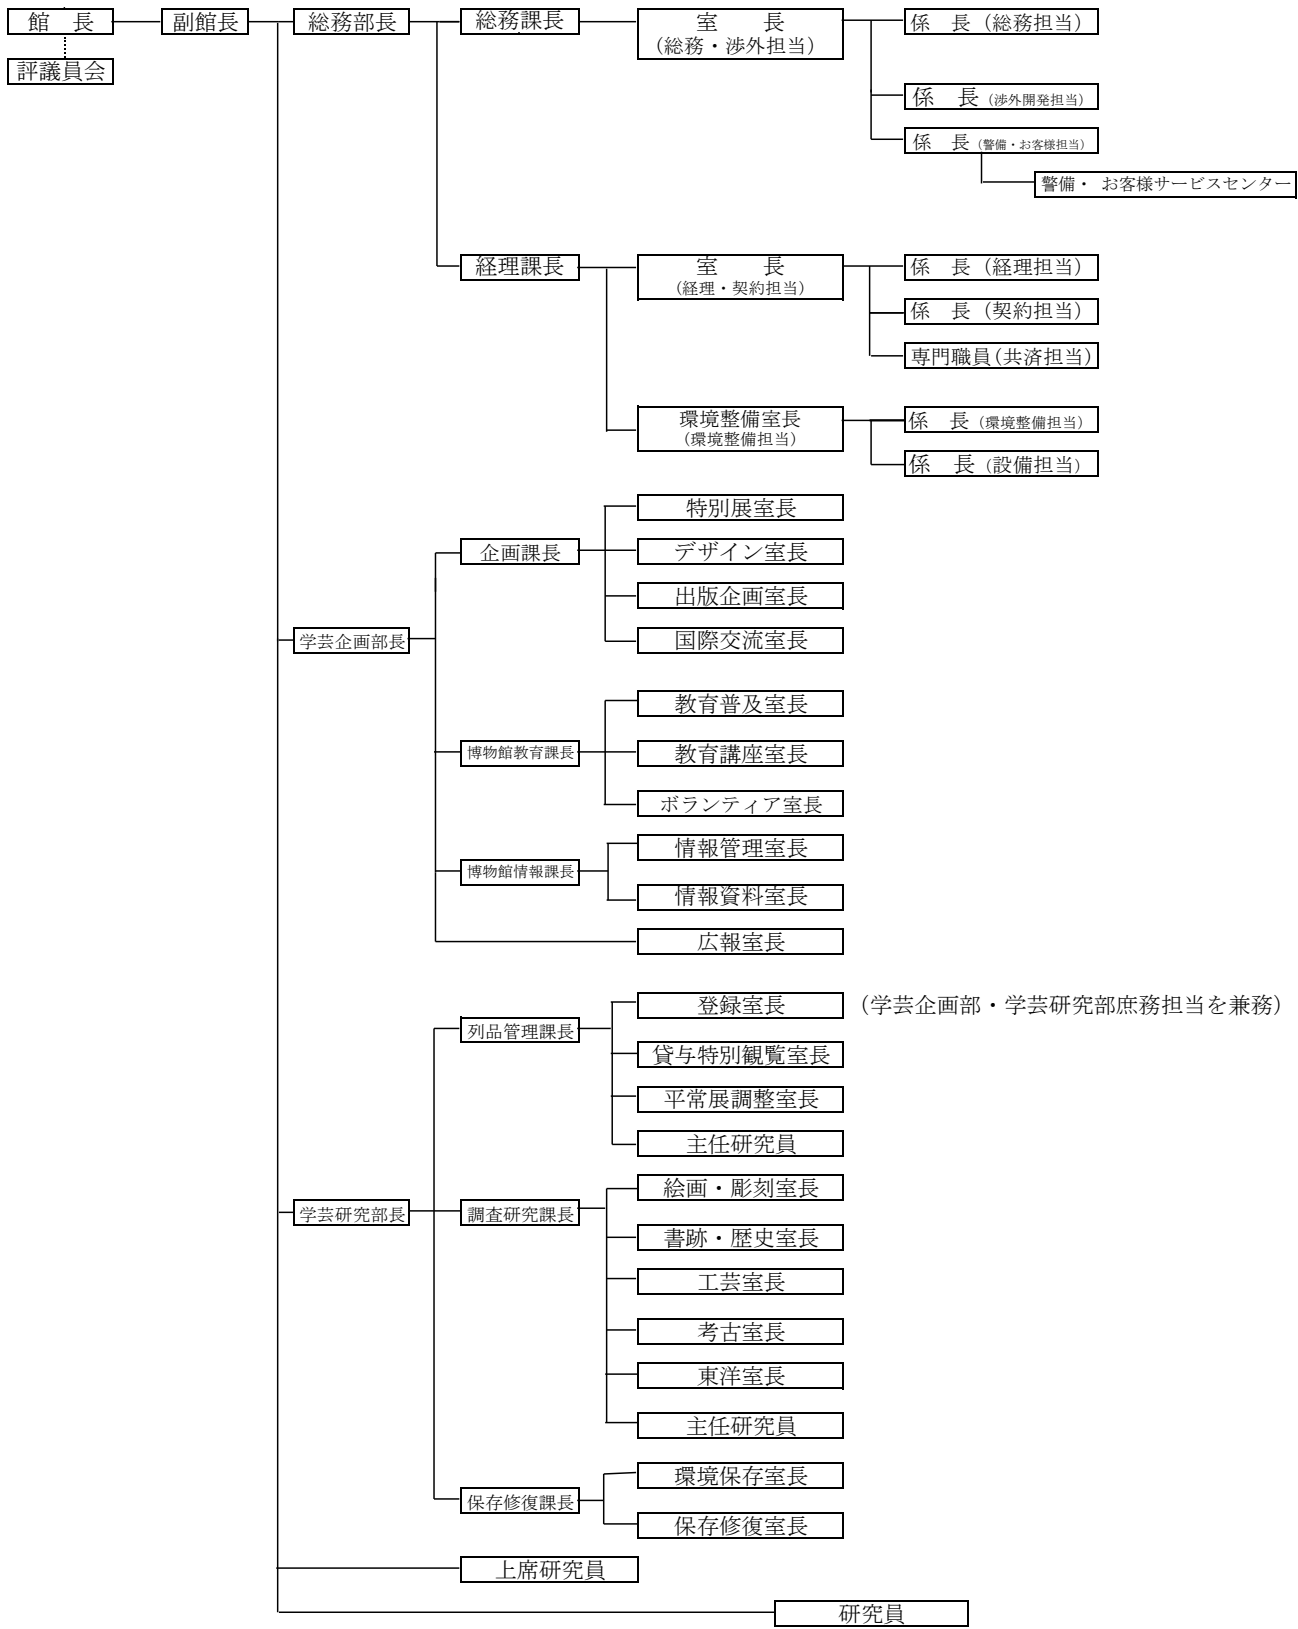 館　長
副館長
総務部長
総務課長
室　　長
（総務・渉外担当）
係　長（総務担当）
評議員会
係　長（渉外開発担当）
係　長（警備・お客様担当）
警備・ お客様サービスセンター
経理課長
室　　長
（経理・契約担当）
係　長（経理担当）
係　長（契約担当）
専門職員（共済担当）
環境整備室長
（環境整備担当）
係　長（環境整備担当）
係　長（設備担当）
学芸企画部長
企画課長
特別展室長
デザイン室長
出版企画室長
国際交流室長
博物館教育課長
教育普及室長
教育講座室長
ボランティア室長
博物館情報課長
情報管理室長
情報資料室長
広報室長
学芸研究部長
列品管理課長
登録室長
（学芸企画部・学芸研究部庶務担当を兼務）
貸与特別観覧室長
平常展調整室長
主任研究員
調査研究課長
絵画・彫刻室長
書跡・歴史室長
工芸室長
考古室長
東洋室長
主任研究員
保存修復課長
環境保存室長
保存修復室長
上席研究員
研究員